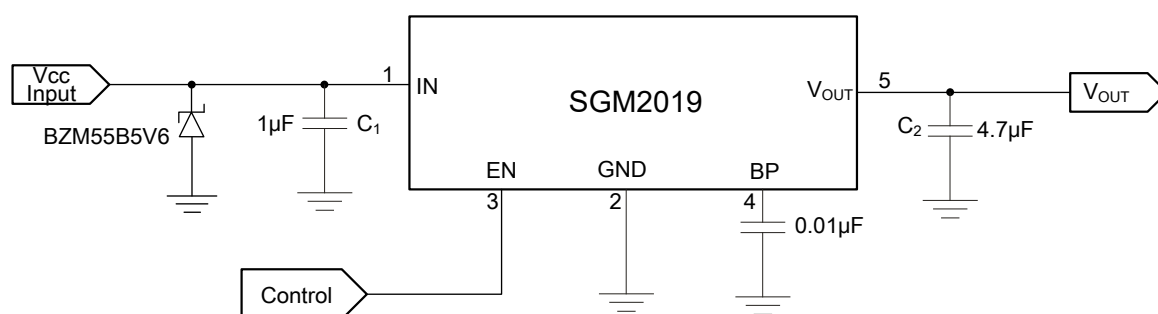 Vcc
Input
BZM55B5V6
1µF
C1
1
IN
SGM2019
VOUT
5
EN
3
GND
2
BP
4
0.01µF
C2
4.7µF
VOUT
Control